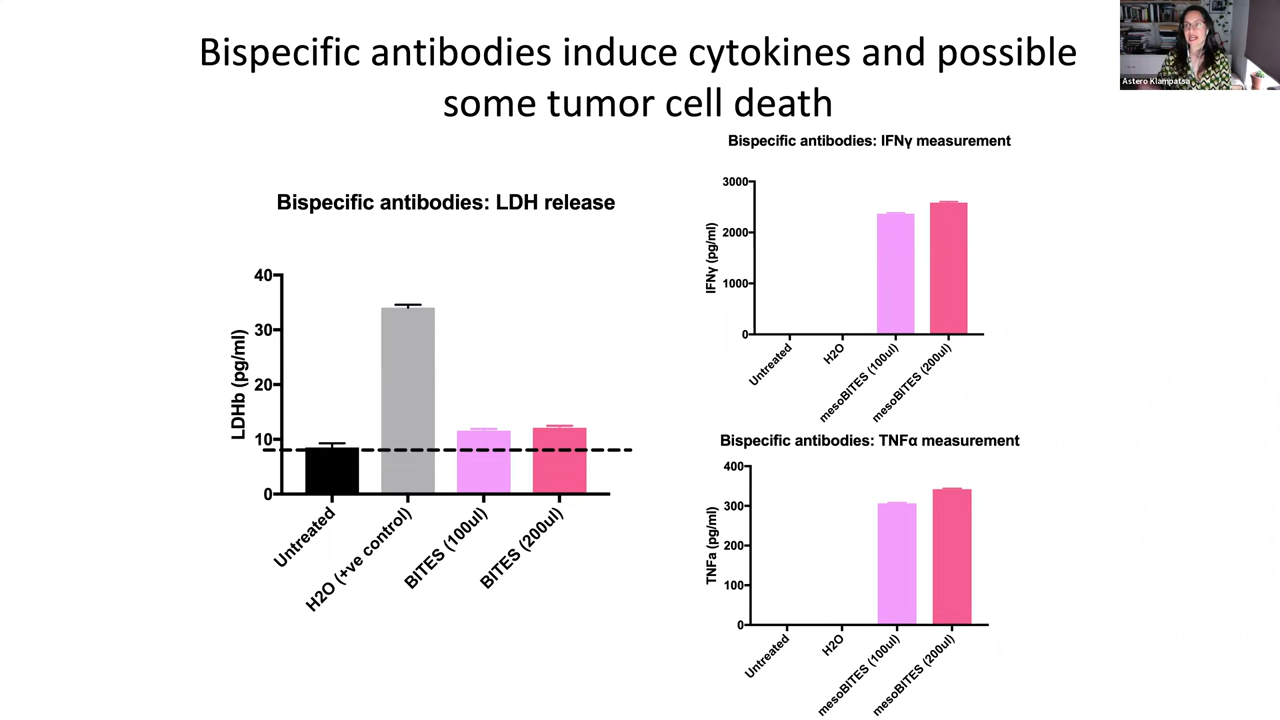 Bispecific antibodies induce cytokines and possible
some tumor cell death
Astero Klampatsa
Bispecific antibodies: LDH release
LDHb (pg/ml)
40
30
20
10
0
Untreated
H2O (+ve control)
BITES (100ul)
BITES (200ul)
Bispecific antibodies: IFNγ measurement
IFNγ (pg/ml)
3000
2000
1000
0
Untreated
H2O
mesoBITES (100ul)
mesoBITES (200ul)
Bispecific antibodies: TNFα measurement
TNFa (pg/ml)
400
300
200
100
0
Untreated
H2O
mesoBITES (100ul)
mesoBITES (200ul)